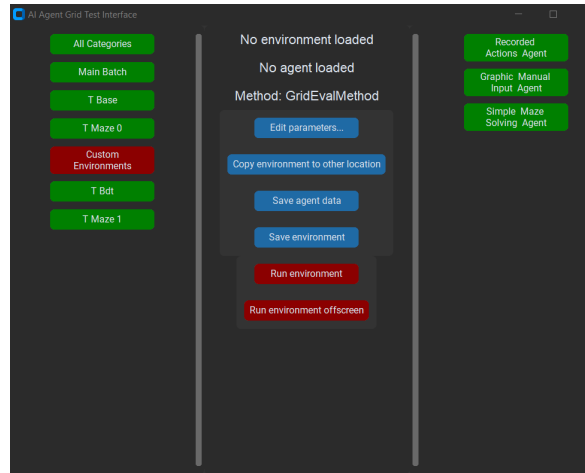 AI Agent Grid Test Interface
All Categories
Main Batch
T Base
T Maze 0
Custom
Environments
T Bdt
T Maze 1
No environment loaded
No agent loaded
Method: GridEvalMethod
Edit parameters...
Copy environment to other location
Save agent data
Save environment
Run environment
Run environment offscreen
Recorded
Actions Agent
Graphic Manual
Input Agent
Simple Maze
Solving Agent